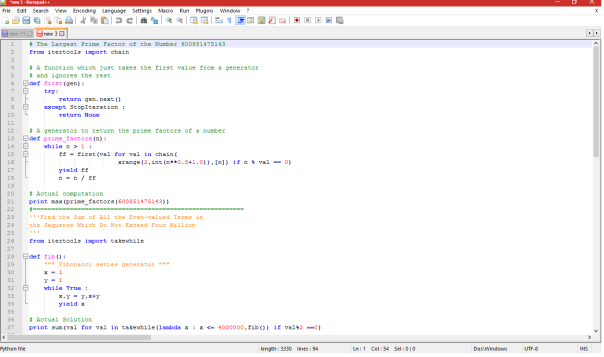 *new 3 - Notepad++
File Edit Search View Encoding Language Settings Macro Run Plugins Window ?
X
new 11
new 3
1 # The Largest Prime Factor of the Number 600851475143
2 from itertools import chain
3
4 # A function which just takes the first value from a generator
5 # and ignores the rest
6 def first(gen):
7 try:
8 return gen.next()
9 except StopIteration :
10 return None
11
12 # A generator to return the prime factors of a number
13 def prime_factors(n):
14 while n > 1 :
15 ff = first(val for val in chain(
16 xrange(2,int(n**0.5+1.0)),[n]) if n % val == 0)
17 yield ff
18 n = n / ff
19
20 # Actual computation
21 print max(prime_factors(600851475143))
22
23 '''Find the Sum of All the Even-valued Terms in
24 the Sequence Which Do Not Exceed Four Million
25 '''
26 from itertools import takewhile
27
28 def fib():
29 """ Fibonacci series generator """
30 x = 1
31 y = 1
32 while True :
33 x,y = y,x+y
34 yield x
35
36 # Actual Solution
37 print sum(val for val in takewhile(lambda x : x <= 4000000,fib()) if val%2 ==0)
Python file
length : 3330 lines : 94
Ln : 1 Col : 54 Sel : 0 | 0
Dos\Windows
UTF-8
INS